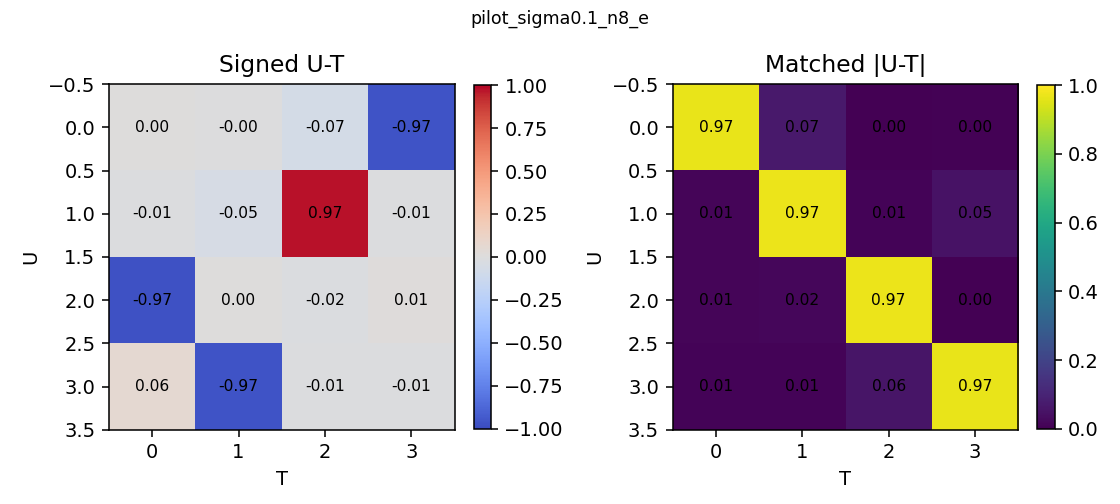 pilot_sigma0.1_n8_e
Signed U-T
−0.5
0.0
0.5
1.0
1.5
2.0
2.5
3.0
3.5
U
0.00 -0.00 -0.07 -0.97
-0.01 -0.05 0.97 -0.01
-0.97 0.00 -0.02 0.01
0.06 -0.97 -0.01 -0.01
0 1 2 3
T
1.00
0.75
0.50
0.25
0.00
−0.25
−0.50
−0.75
−1.00
Matched |U-T|
−0.5
0.0
0.5
1.0
1.5
2.0
2.5
3.0
3.5
U
0.97 0.07 0.00 0.00
0.01 0.97 0.01 0.05
0.01 0.02 0.97 0.00
0.01 0.01 0.06 0.97
0 1 2 3
T
1.0
0.8
0.6
0.4
0.2
0.0